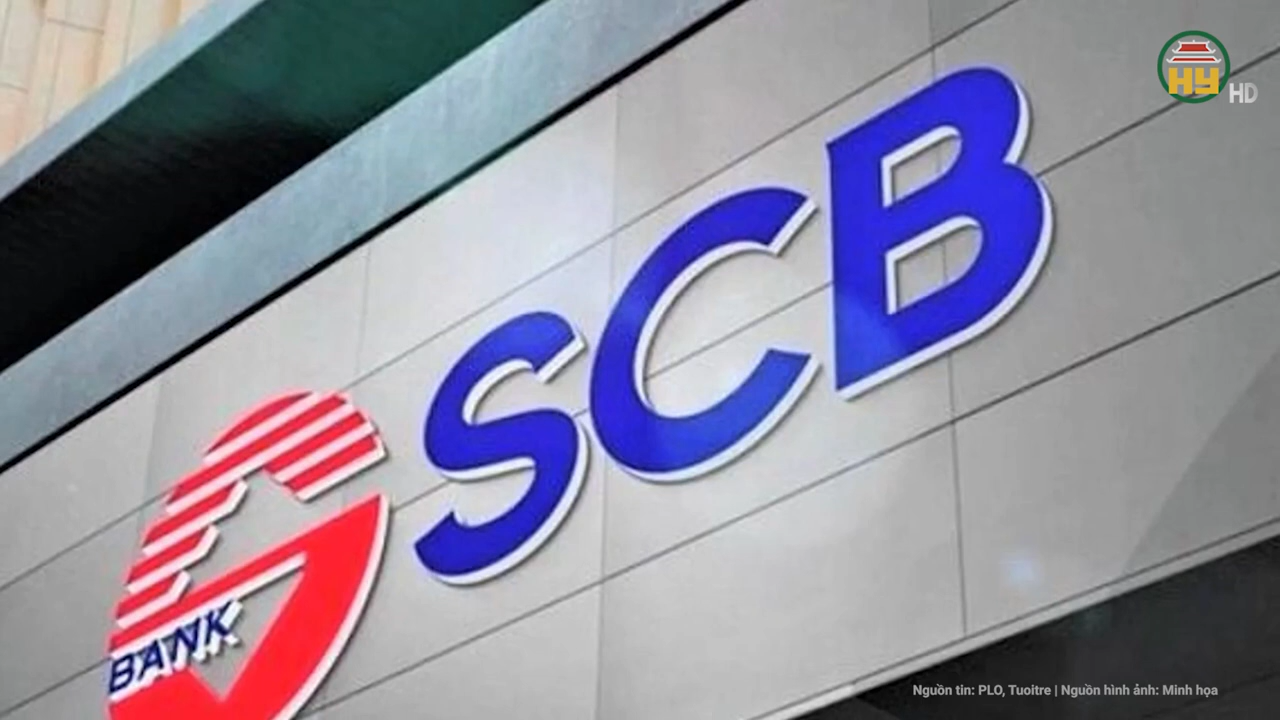 HY HD
SCB
BANK
Nguồn tin: PLO, Tuoitre | Nguồn hình ảnh: Minh họa